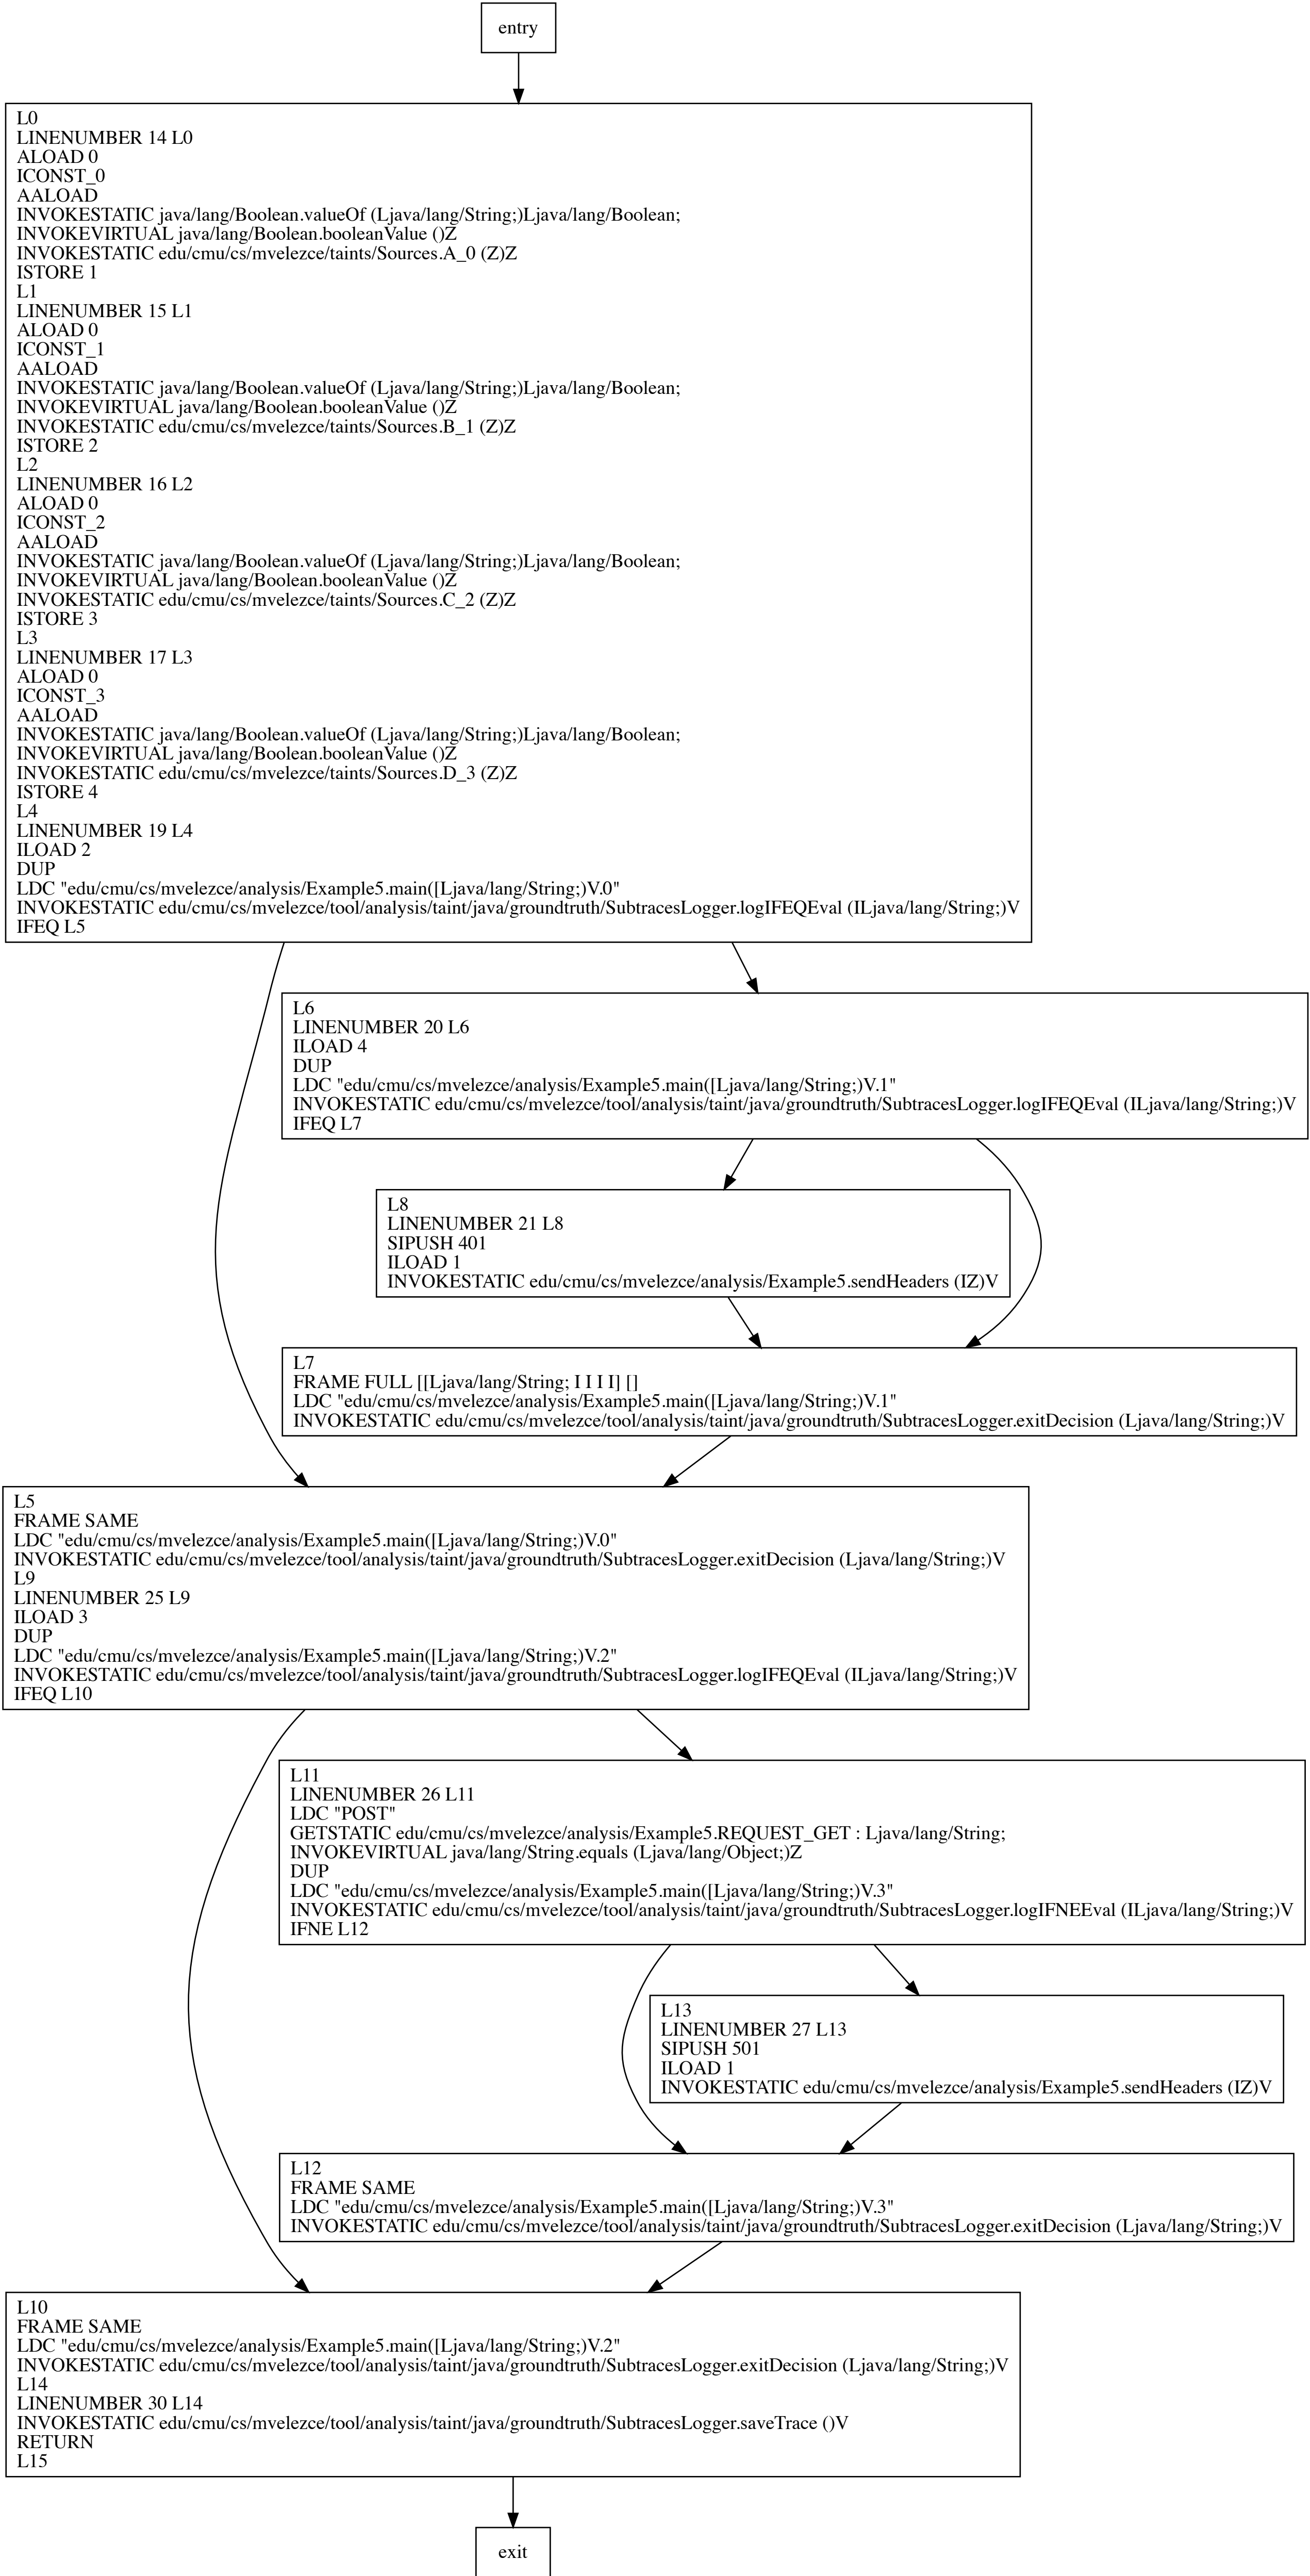 entry
L0
LINENUMBER 14 L0
ALOAD 0
ICONST_0
AALOAD
INVOKESTATIC java/lang/Boolean.valueOf (Ljava/lang/String;)Ljava/lang/Boolean;
INVOKEVIRTUAL java/lang/Boolean.booleanValue ()Z
INVOKESTATIC edu/cmu/cs/mvelezce/taints/Sources.A_0 (Z)Z
ISTORE 1
L1
LINENUMBER 15 L1
ALOAD 0
ICONST_1
AALOAD
INVOKESTATIC java/lang/Boolean.valueOf (Ljava/lang/String;)Ljava/lang/Boolean;
INVOKEVIRTUAL java/lang/Boolean.booleanValue ()Z
INVOKESTATIC edu/cmu/cs/mvelezce/taints/Sources.B_1 (Z)Z
ISTORE 2
L2
LINENUMBER 16 L2
ALOAD 0
ICONST_2
AALOAD
INVOKESTATIC java/lang/Boolean.valueOf (Ljava/lang/String;)Ljava/lang/Boolean;
INVOKEVIRTUAL java/lang/Boolean.booleanValue ()Z
INVOKESTATIC edu/cmu/cs/mvelezce/taints/Sources.C_2 (Z)Z
ISTORE 3
L3
LINENUMBER 17 L3
ALOAD 0
ICONST_3
AALOAD
INVOKESTATIC java/lang/Boolean.valueOf (Ljava/lang/String;)Ljava/lang/Boolean;
INVOKEVIRTUAL java/lang/Boolean.booleanValue ()Z
INVOKESTATIC edu/cmu/cs/mvelezce/taints/Sources.D_3 (Z)Z
ISTORE 4
L4
LINENUMBER 19 L4
ILOAD 2
DUP
LDC "edu/cmu/cs/mvelezce/analysis/Example5.main([Ljava/lang/String;)V.0"
INVOKESTATIC edu/cmu/cs/mvelezce/tool/analysis/taint/java/groundtruth/SubtracesLogger.logIFEQEval (ILjava/lang/String;)V
IFEQ L5
L6
LINENUMBER 20 L6
ILOAD 4
DUP
LDC "edu/cmu/cs/mvelezce/analysis/Example5.main([Ljava/lang/String;)V.1"
INVOKESTATIC edu/cmu/cs/mvelezce/tool/analysis/taint/java/groundtruth/SubtracesLogger.logIFEQEval (ILjava/lang/String;)V
IFEQ L7
L8
LINENUMBER 21 L8
SIPUSH 401
ILOAD 1
INVOKESTATIC edu/cmu/cs/mvelezce/analysis/Example5.sendHeaders (IZ)V
L7
FRAME FULL [[Ljava/lang/String; I I I I] []
LDC "edu/cmu/cs/mvelezce/analysis/Example5.main([Ljava/lang/String;)V.1"
INVOKESTATIC edu/cmu/cs/mvelezce/tool/analysis/taint/java/groundtruth/SubtracesLogger.exitDecision (Ljava/lang/String;)V
L5
FRAME SAME
LDC "edu/cmu/cs/mvelezce/analysis/Example5.main([Ljava/lang/String;)V.0"
INVOKESTATIC edu/cmu/cs/mvelezce/tool/analysis/taint/java/groundtruth/SubtracesLogger.exitDecision (Ljava/lang/String;)V
L9
LINENUMBER 25 L9
ILOAD 3
DUP
LDC "edu/cmu/cs/mvelezce/analysis/Example5.main([Ljava/lang/String;)V.2"
INVOKESTATIC edu/cmu/cs/mvelezce/tool/analysis/taint/java/groundtruth/SubtracesLogger.logIFEQEval (ILjava/lang/String;)V
IFEQ L10
L11
LINENUMBER 26 L11
LDC "POST"
GETSTATIC edu/cmu/cs/mvelezce/analysis/Example5.REQUEST_GET : Ljava/lang/String;
INVOKEVIRTUAL java/lang/String.equals (Ljava/lang/Object;)Z
DUP
LDC "edu/cmu/cs/mvelezce/analysis/Example5.main([Ljava/lang/String;)V.3"
INVOKESTATIC edu/cmu/cs/mvelezce/tool/analysis/taint/java/groundtruth/SubtracesLogger.logIFNEEval (ILjava/lang/String;)V
IFNE L12
L13
LINENUMBER 27 L13
SIPUSH 501
ILOAD 1
INVOKESTATIC edu/cmu/cs/mvelezce/analysis/Example5.sendHeaders (IZ)V
L12
FRAME SAME
LDC "edu/cmu/cs/mvelezce/analysis/Example5.main([Ljava/lang/String;)V.3"
INVOKESTATIC edu/cmu/cs/mvelezce/tool/analysis/taint/java/groundtruth/SubtracesLogger.exitDecision (Ljava/lang/String;)V
L10
FRAME SAME
LDC "edu/cmu/cs/mvelezce/analysis/Example5.main([Ljava/lang/String;)V.2"
INVOKESTATIC edu/cmu/cs/mvelezce/tool/analysis/taint/java/groundtruth/SubtracesLogger.exitDecision (Ljava/lang/String;)V
L14
LINENUMBER 30 L14
INVOKESTATIC edu/cmu/cs/mvelezce/tool/analysis/taint/java/groundtruth/SubtracesLogger.saveTrace ()V
RETURN
L15
exit